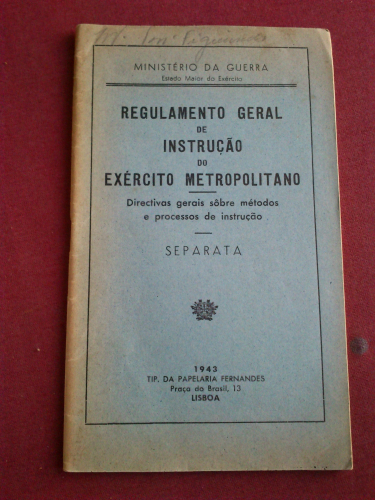 MINISTÉRIO DA GUERRA
Estado Maior do Exército
REGULAMENTO GERAL
DE
INSTRUÇÃO
DO
EXÉRCITO METROPOLITANO
Directivas gerais sôbre métodos
e processos de instrução
SEPARATA
1943
TIP. DA PAPELARIA FERNANDES
Praça do Brasil, 13
LISBOA